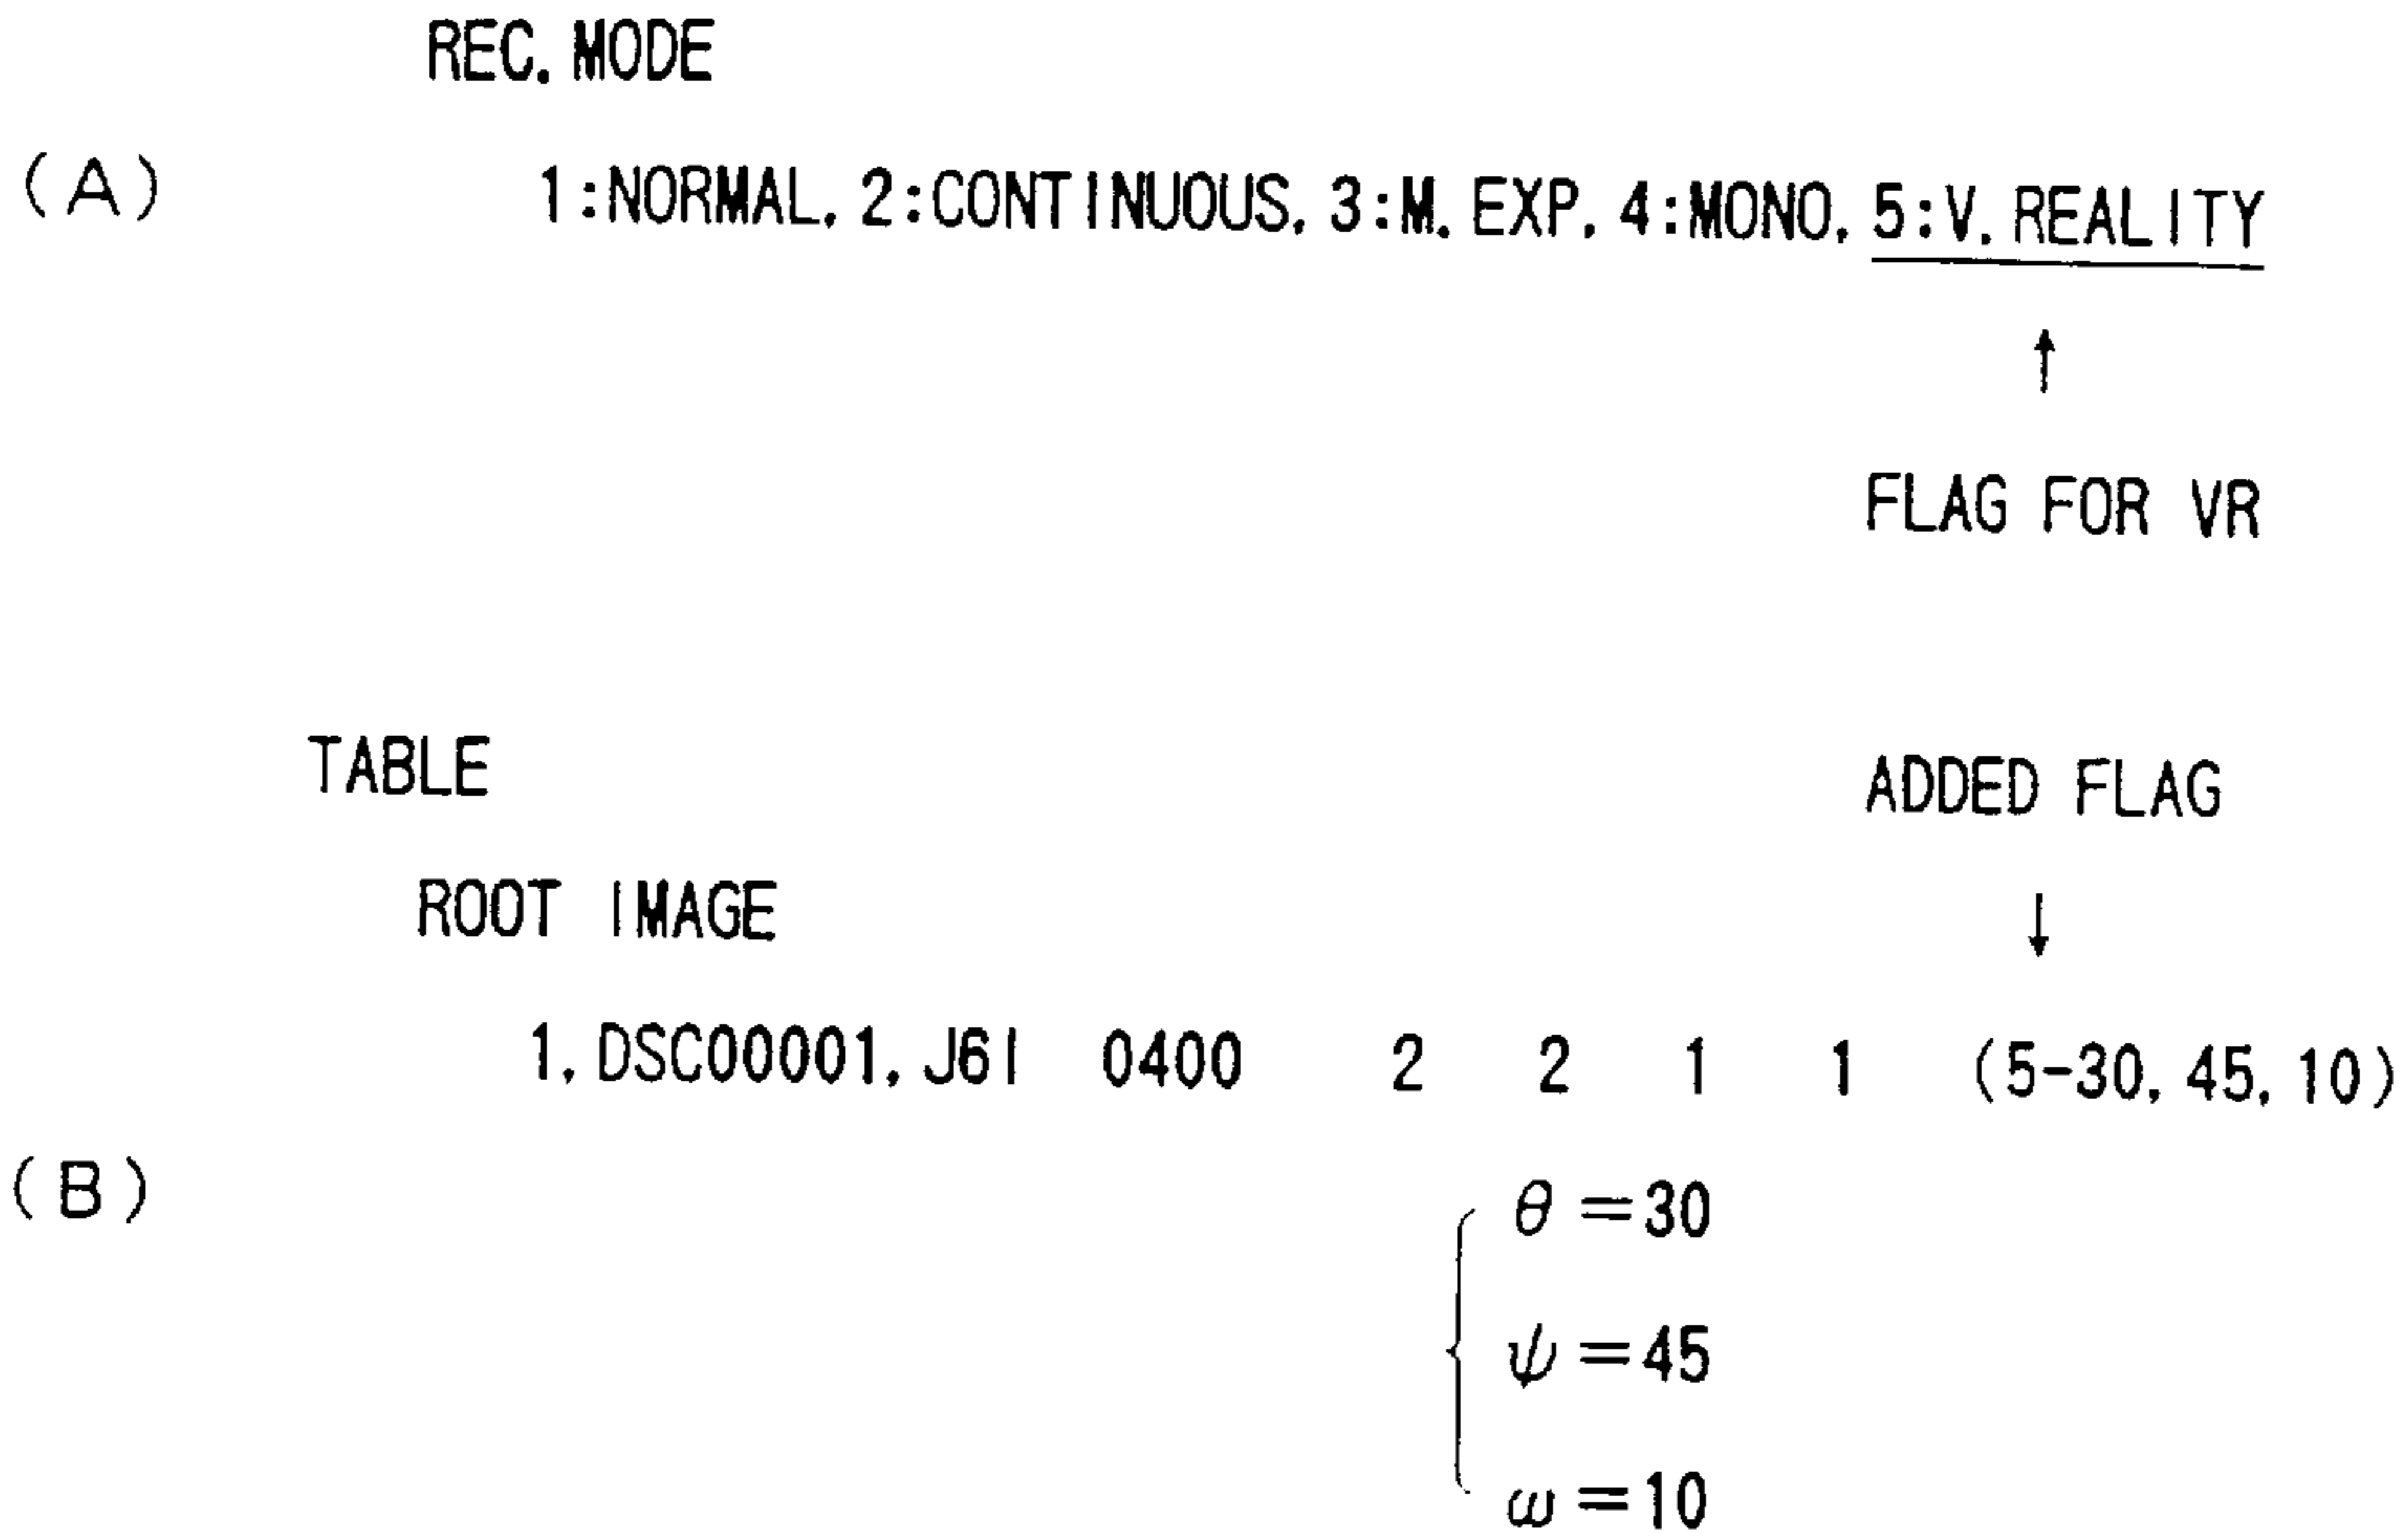 REC. MODE
(A)
1:NORMAL, 2:CONTINUOUS, 3:M. EXP, 4:MONO, 5:V. REALITY
FLAG FOR VR
TABLE
ADDED FLAG
ROOT IMAGE
1, DSC00001, J6I 0400 2 2 1 1 (5-30, 45, 10)
(B)
θ=30
ψ=45
ω=10